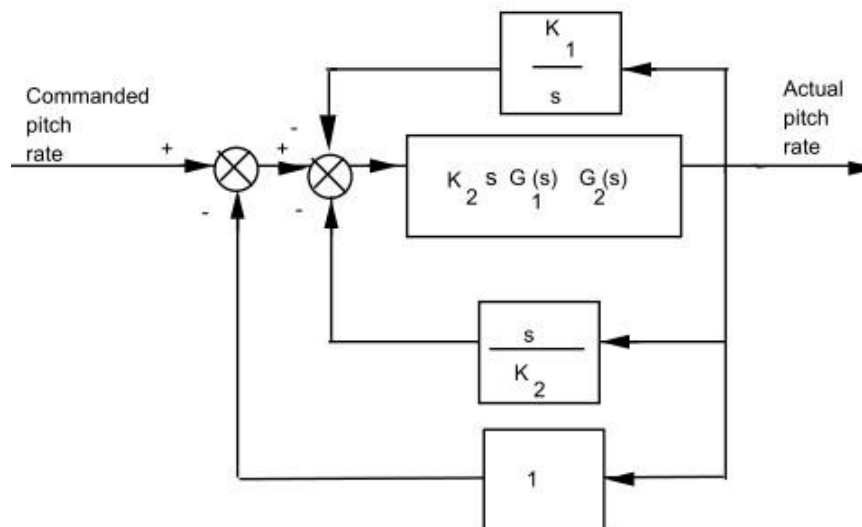 K
1
s
Commanded
pitch
rate
Actual
pitch
rate
+
+
-
K 2 s G 1 (s) G 2 (s)
-
-
s
K 2
1